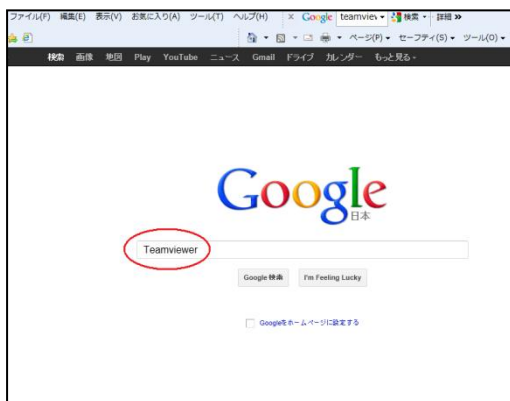 ファイル(F) 編集(E) 表示(V) お気に入り(A) ツール(T) ヘルプ(H) × Google teamviev 検索 詳細 »
ページ(P) セーフティ(S) ツール(O)
検索 画像 地図 Play YouTube ニュース Gmail ドライブ カレンダー もっと見る
Google
日本
Teamviewer
Google 検索 I'm Feeling Lucky
Googleをホームページに設定する